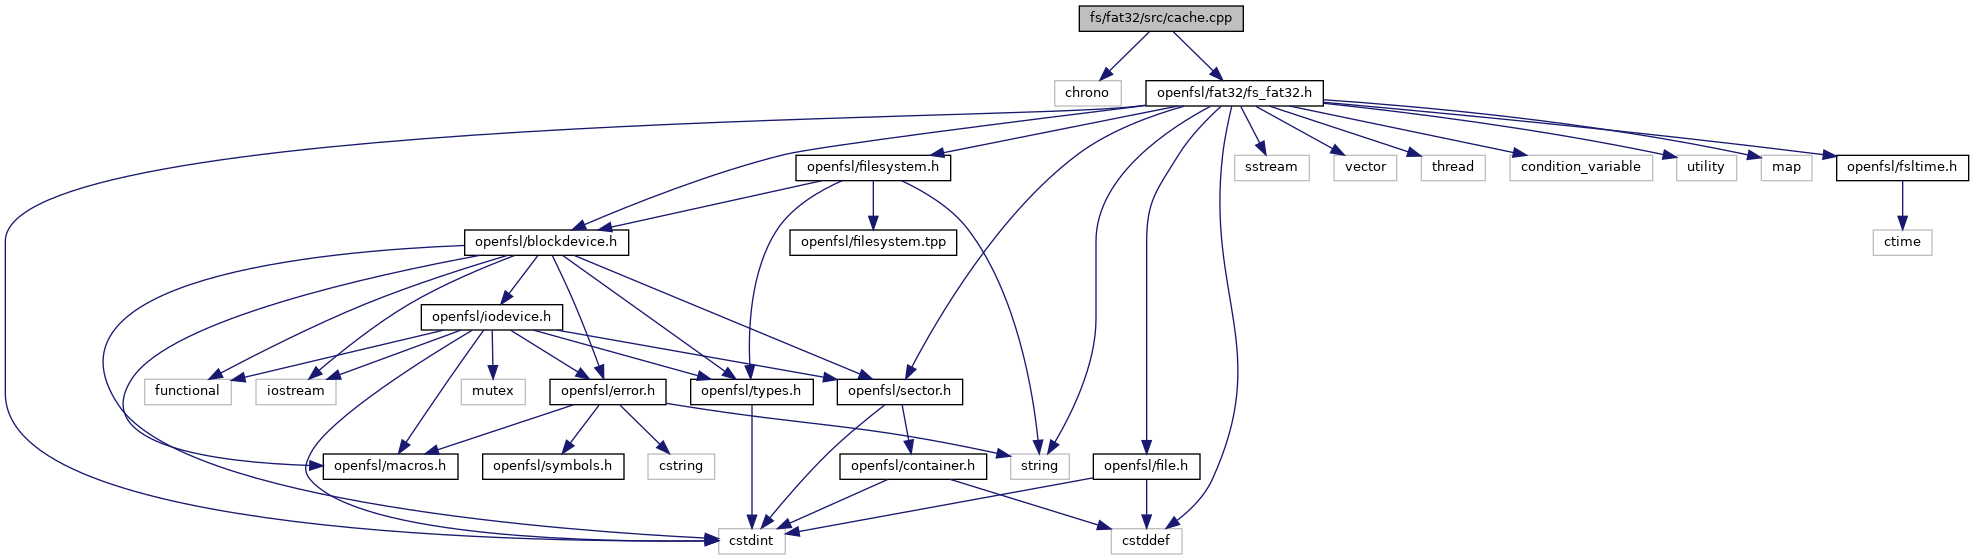 fs/fat32/src/cache.cpp
chrono
openfsl/fat32/fs_fat32.h
openfsl/filesystem.h
sstream
vector
thread
condition_variable
utility
map
openfsl/fsltime.h
openfsl/blockdevice.h
openfsl/filesystem.tpp
ctime
openfsl/iodevice.h
functional
iostream
mutex
openfsl/error.h
openfsl/types.h
openfsl/sector.h
openfsl/macros.h
openfsl/symbols.h
cstring
openfsl/container.h
string
openfsl/file.h
cstdint
cstddef